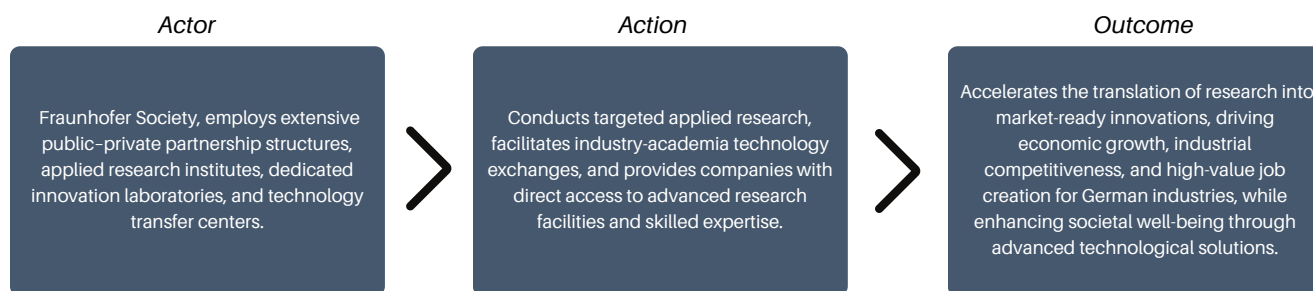 Actor
Fraunhofer Society, employs extensive
public–private partnership structures,
applied research institutes, dedicated
innovation laboratories, and technology
transfer centers.
Action
Conducts targeted applied research,
facilitates industry-academia technology
exchanges, and provides companies with
direct access to advanced research
facilities and skilled expertise.
Outcome
Accelerates the translation of research into
market-ready innovations, driving
economic growth, industrial
competitiveness, and high-value job
creation for German industries, while
enhancing societal well-being through
advanced technological solutions.